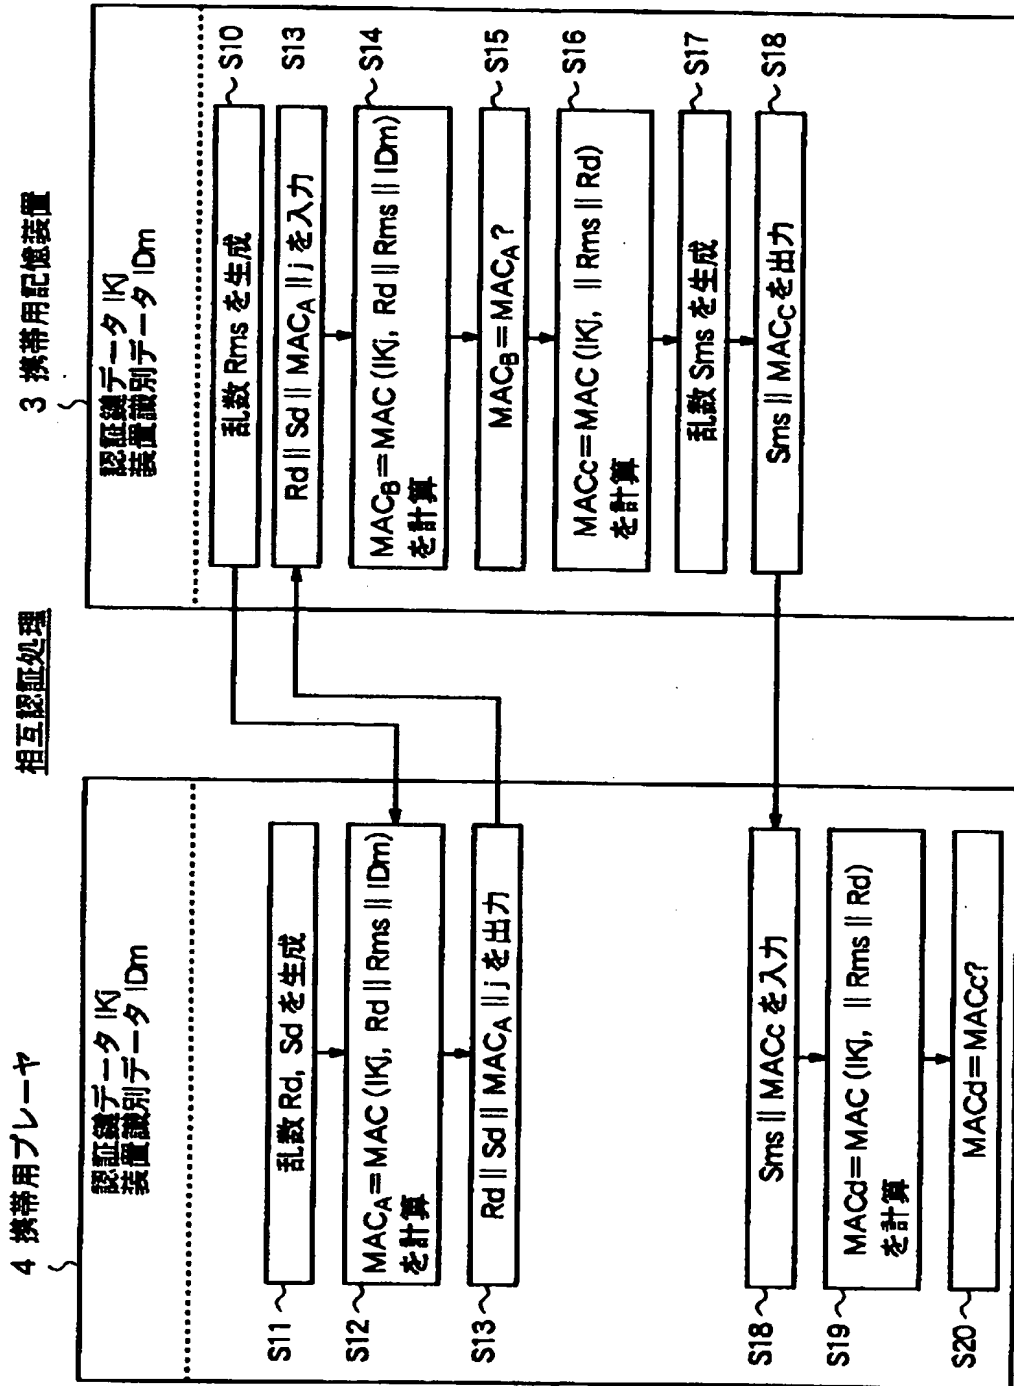 相互認証処理
4 携帯用プレーヤ
認証鍵データ IKj
装置識別データ IDm
S11
乱数 Rd, Sd を生成
S12
MACA=MAC (IKj, Rd || Rms || IDm)
を計算
S13
Rd || Sd || MACA || j を出力
S18
Sms || MACc を入力
S19
MACd=MAC (IKj, || Rms || Rd)
を計算
S20
MACd=MACc?
3 携帯用記憶装置
認証鍵データ IKj
装置識別データ IDm
乱数 Rms を生成
S10
Rd || Sd || MACA || j を入力
S13
MACB=MAC (IKj, Rd || Rms || IDm)
を計算
S14
MACB=MACA ?
S15
MACc=MAC (IKj, || Rms || Rd)
を計算
S16
乱数 Sms を生成
S17
Sms || MACc を出力
S18